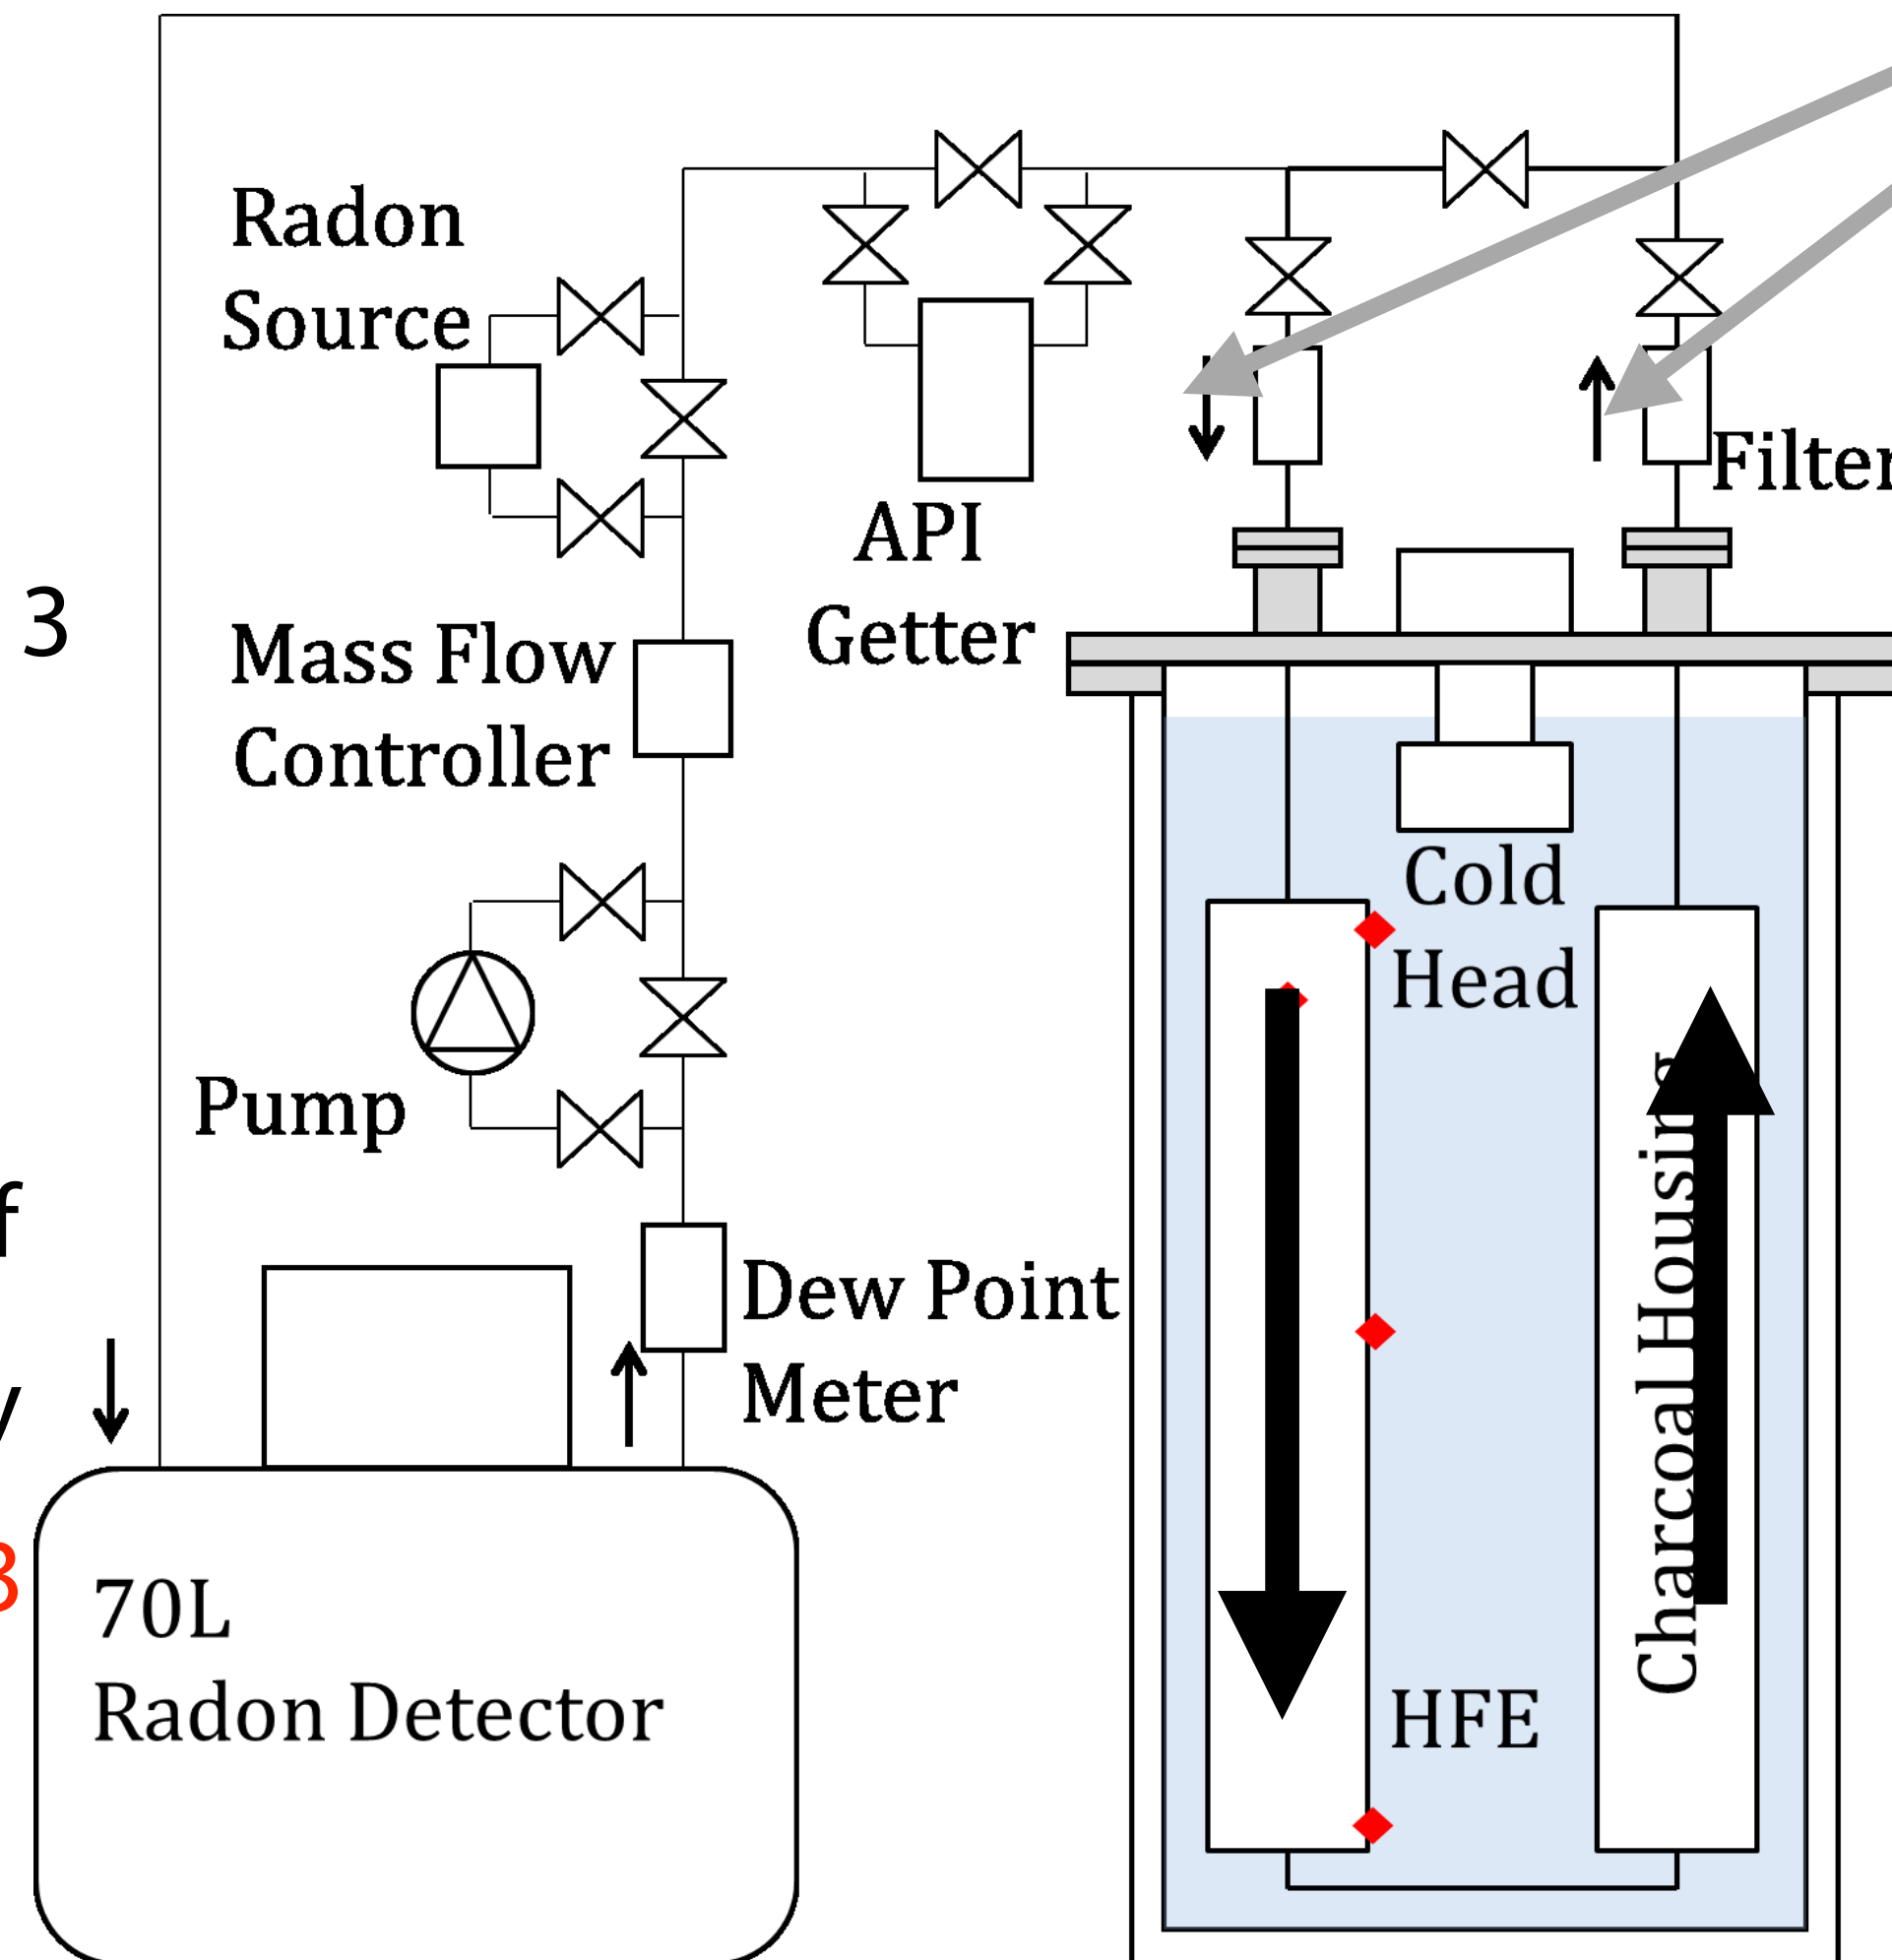 Radon
Source
Filter
API
Getter
3
Mass Flow
Controller
Cold
Head
Pump
f
Dew Point
Meter
y
Charcoal Housing
3
70L
Radon Detector
HFE